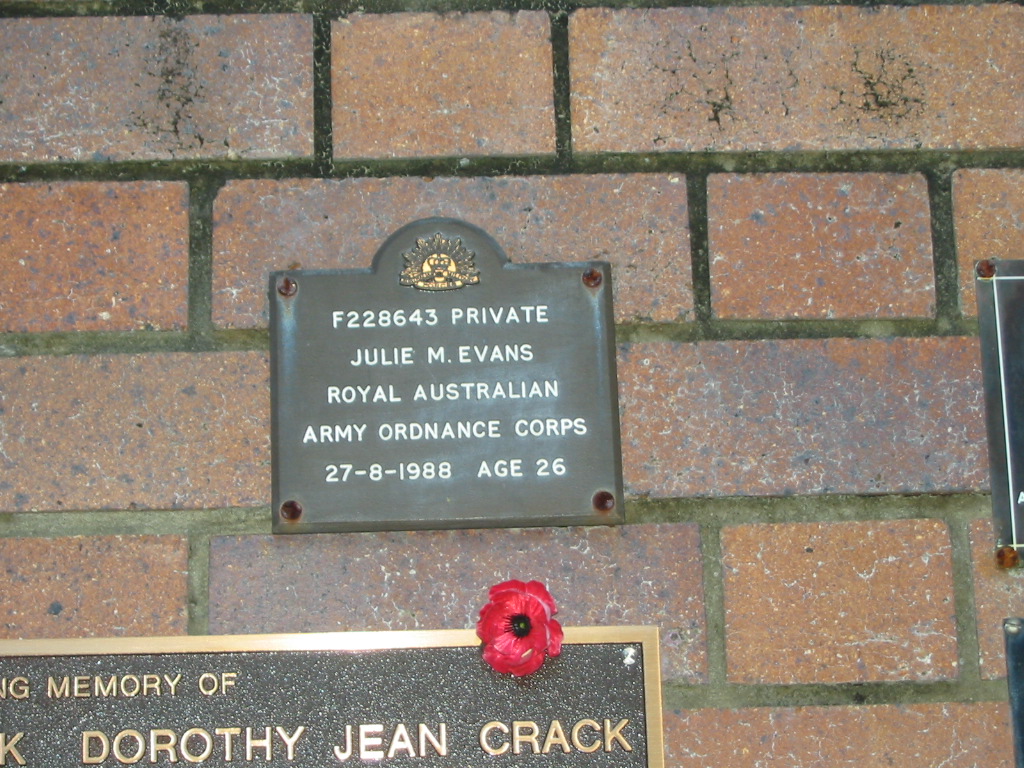 F228643 PRIVATE
JULIE M. EVANS
ROYAL AUSTRALIAN
ARMY ORDNANCE CORPS
27-8-1988 AGE 26
NG MEMORY OF
K DOROTHY JEAN CRACK